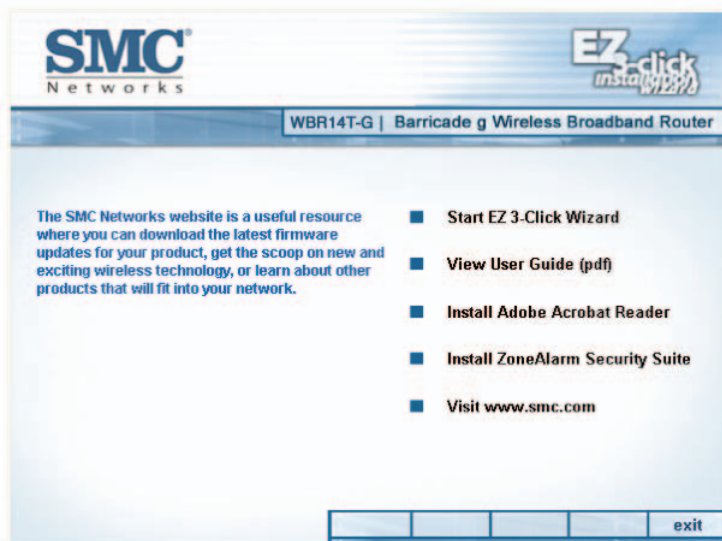 SMC®
Networks
EZ
3-click
installation
wizard
WBR14T-G | Barricade g Wireless Broadband Router
The SMC Networks website is a useful resource
where you can download the latest firmware
updates for your product, get the scoop on new and
exciting wireless technology, or learn about other
products that will fit into your network.
Start EZ 3-Click Wizard
View User Guide (pdf)
Install Adobe Acrobat Reader
Install ZoneAlarm Security Suite
Visit www.smc.com
exit